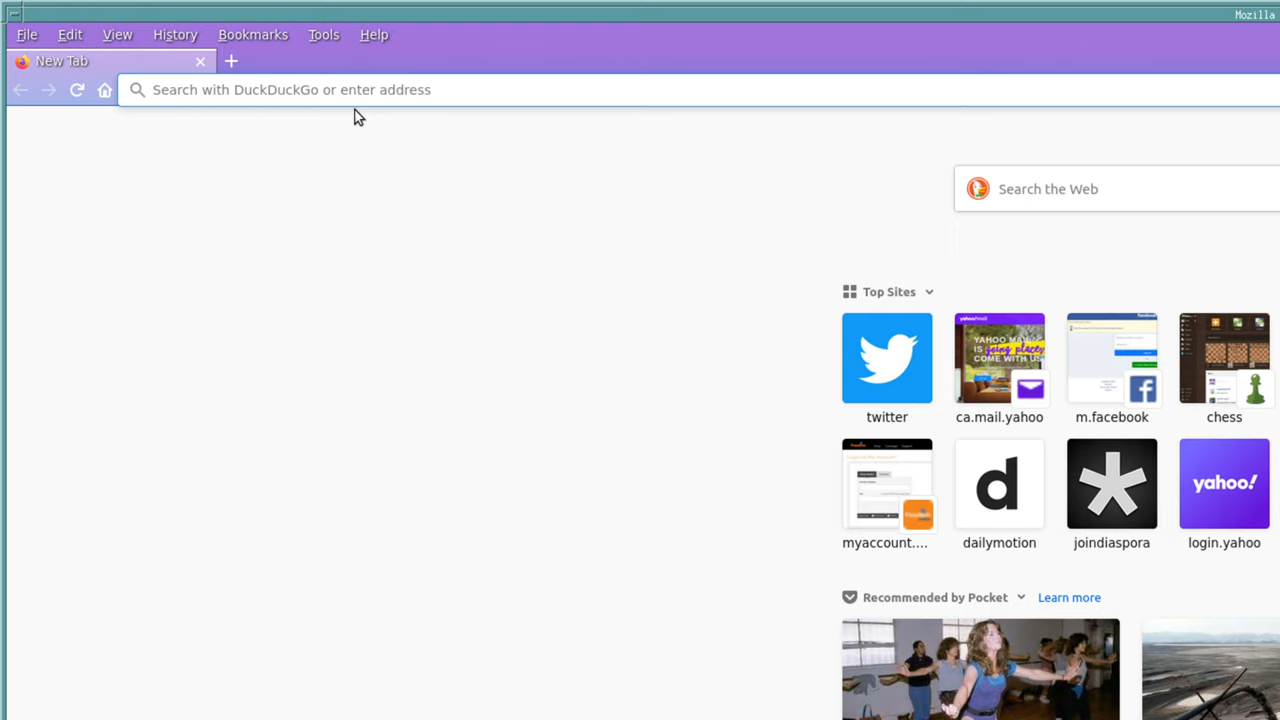 Mozilla
File Edit View History Bookmarks Tools Help
New Tab
Search with DuckDuckGo or enter address
Search the Web
Top Sites
twitter ca.mail.yahoo m.facebook chess
myaccount.... dailymotion joindiaspora login.yahoo
yahoo!
Recommended by Pocket Learn more